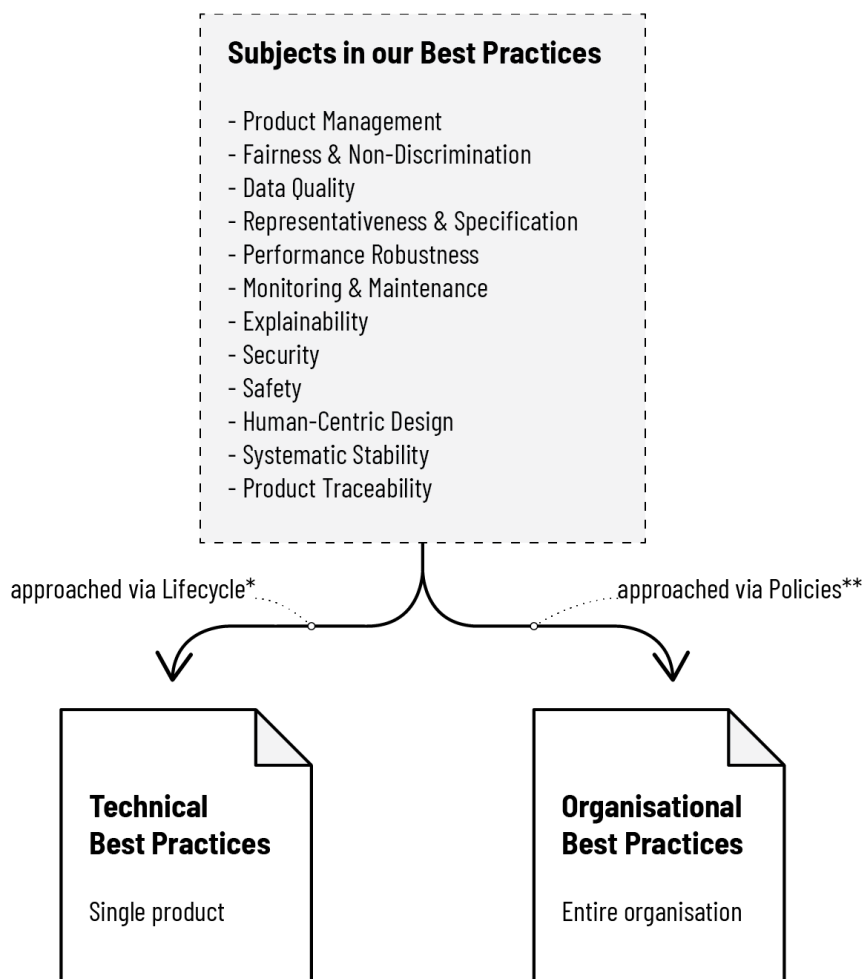 Subjects in our Best Practices
- Product Management
- Fairness & Non-Discrimination
- Data Quality
- Representativeness & Specification
- Performance Robustness
- Monitoring & Maintenance
- Explainability
- Security
- Safety
- Human-Centric Design
- Systematic Stability
- Product Traceability
approached via Lifecycle*
approached via Policies**
Technical
Best Practices
Single product
Organisational
Best Practices
Entire organisation